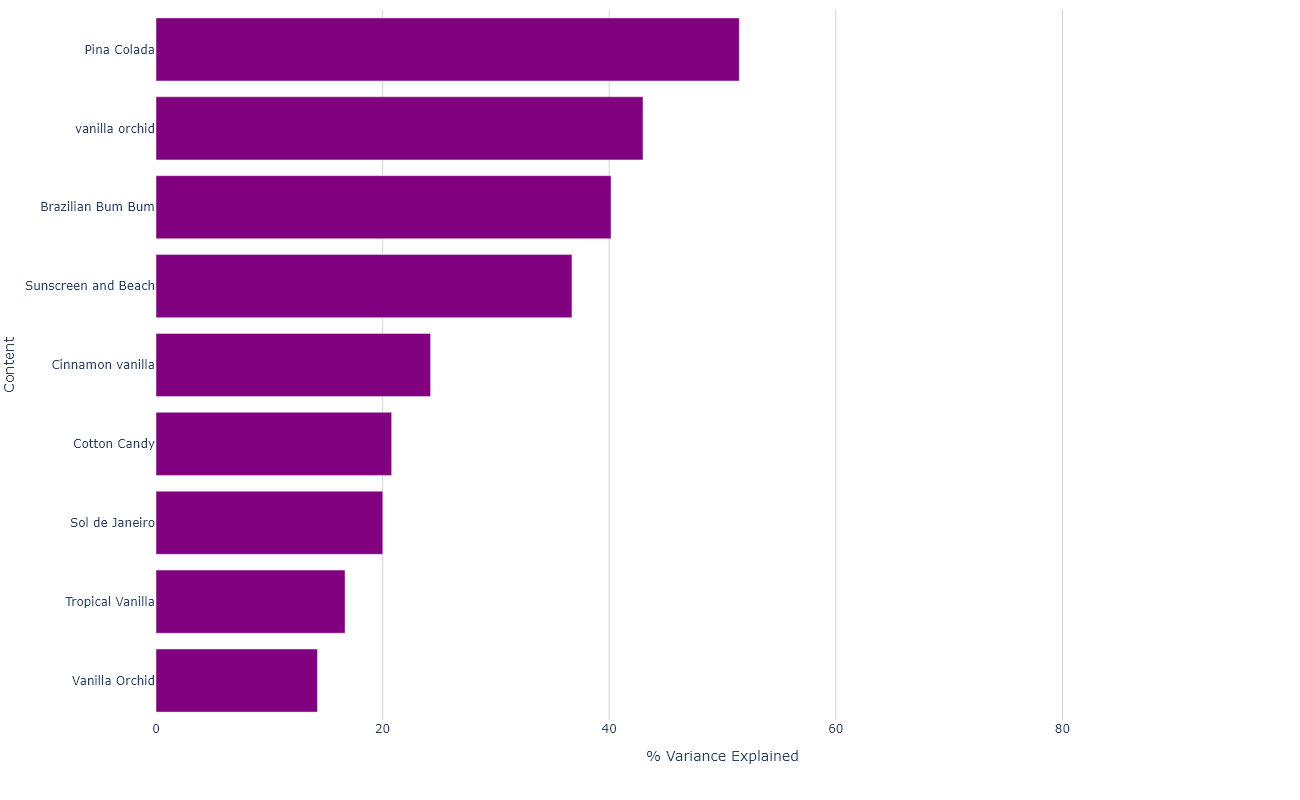 Pina Colada
vanilla orchid
Brazilian Bum Bum
Sunscreen and Beach
Cinnamon vanilla
Cotton Candy
Sol de Janeiro
Tropical Vanilla
Vanilla Orchid
Content
0 20 40 60 80
% Variance Explained